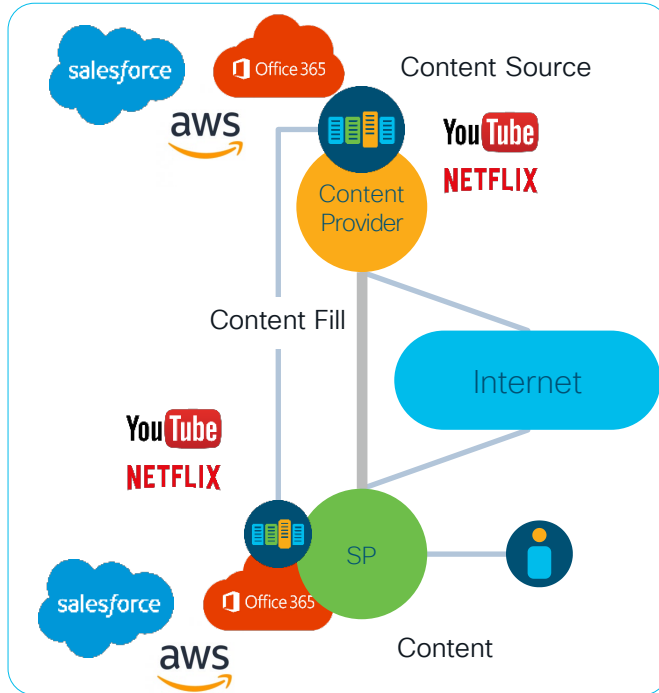 salesforce
Office 365
Content Source
aws
YouTube
NETFLIX
Content
Provider
Content Fill
Internet
YouTube
NETFLIX
SP
Office 365
salesforce
Content
aws